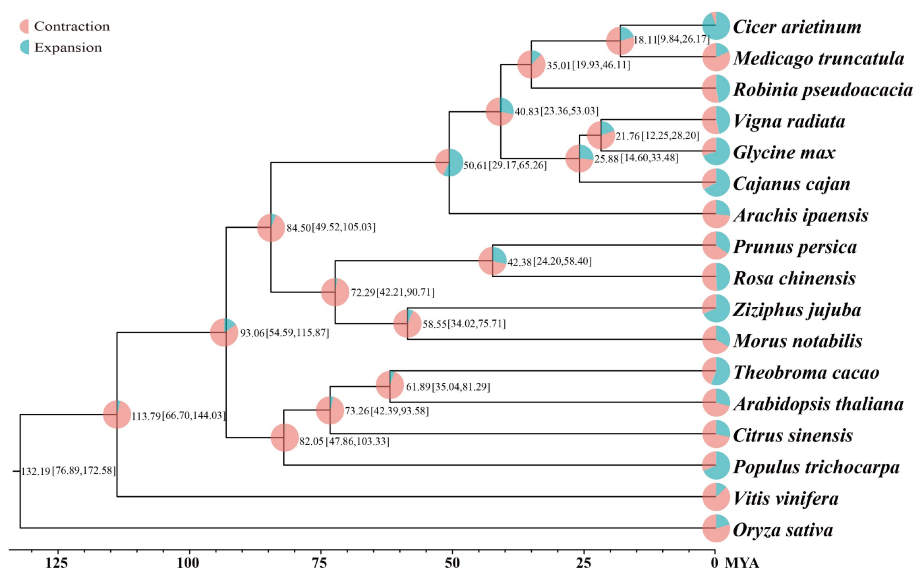 Contraction
Expansion
Cicer arietinum
18.11[9.84,26.17]
Medicago truncatula
35.01[19.93,46.11]
Robinia pseudoacacia
40.83[23.36,53.03]
Vigna radiata
21.76[12.25,28.20]
Glycine max
25.88[14.60,33.48]
50.61[29.17,65.26]
Cajanus cajan
Arachis ipaensis
84.50[49.52,105.03]
Prunus persica
42.38[24.20,58.40]
Rosa chinensis
72.29[42.21,90.71]
Ziziphus jujuba
58.55[34.02,75.71]
93.06[54.59,115.87]
Morus notabilis
Theobroma cacao
61.89[35.04,81.29]
Arabidopsis thaliana
73.26[42.39,93.58]
113.79[66.70,144.03]
Citrus sinensis
82.05[47.86,103.33]
Populus trichocarpa
132.19[76.89,172.58]
Vitis vinifera
Oryza sativa
125 100 75 50 25 0 MYA